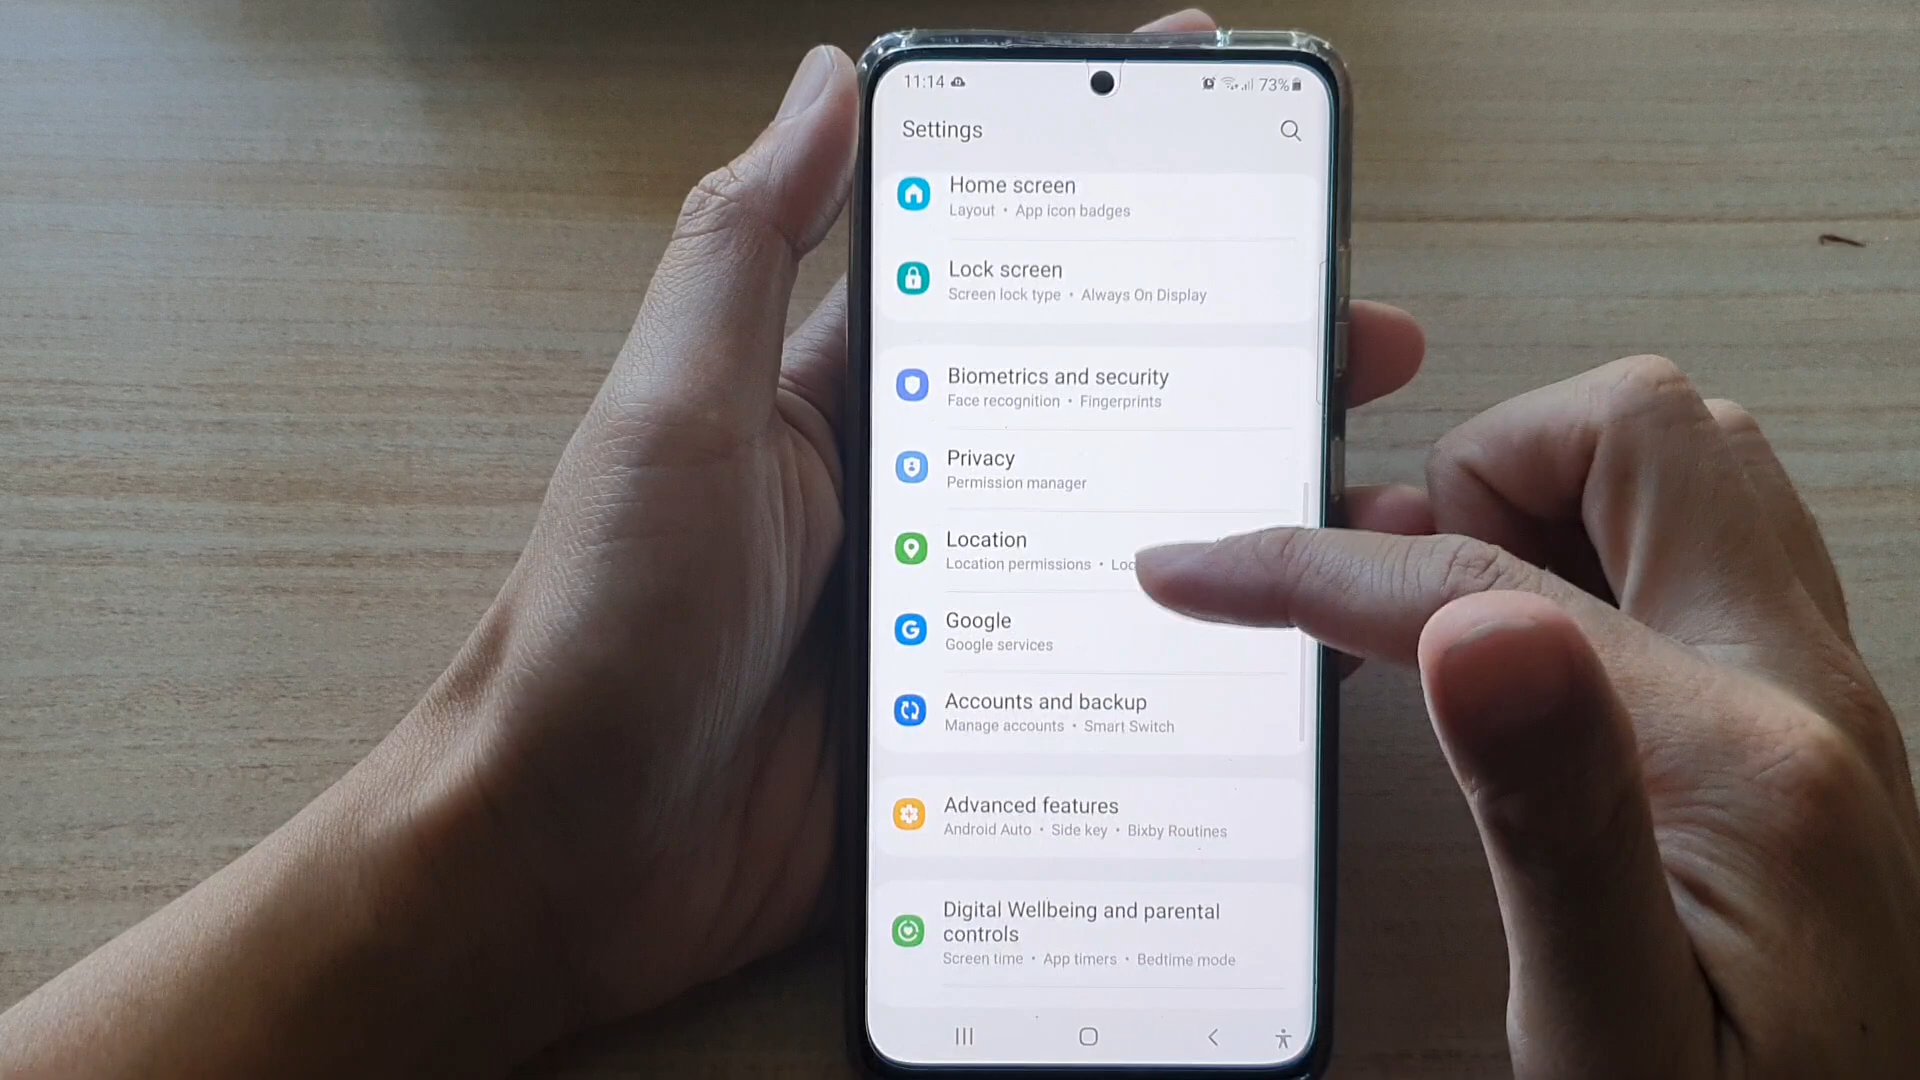 11:14 73%
Settings
Home screen
Layout • App icon badges
Lock screen
Screen lock type • Always On Display
Biometrics and security
Face recognition • Fingerprints
Privacy
Permission manager
Location
Location permissions •
Google
Google services
Accounts and backup
Manage accounts • Smart Switch
Advanced features
Android Auto • Side key • Bixby Routines
Digital Wellbeing and parental
controls
Screen time • App timers • Bedtime mode